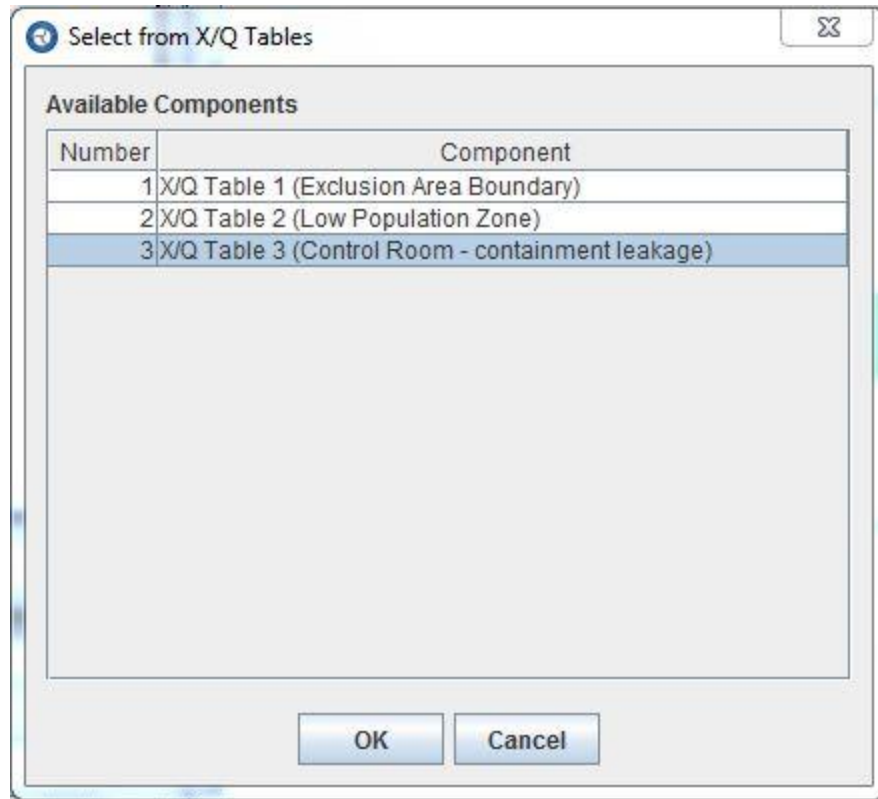 Select from X/Q Tables
Available Components
Number Component
1 X/Q Table 1 (Exclusion Area Boundary)
2 X/Q Table 2 (Low Population Zone)
3 X/Q Table 3 (Control Room - containment leakage)
OK Cancel